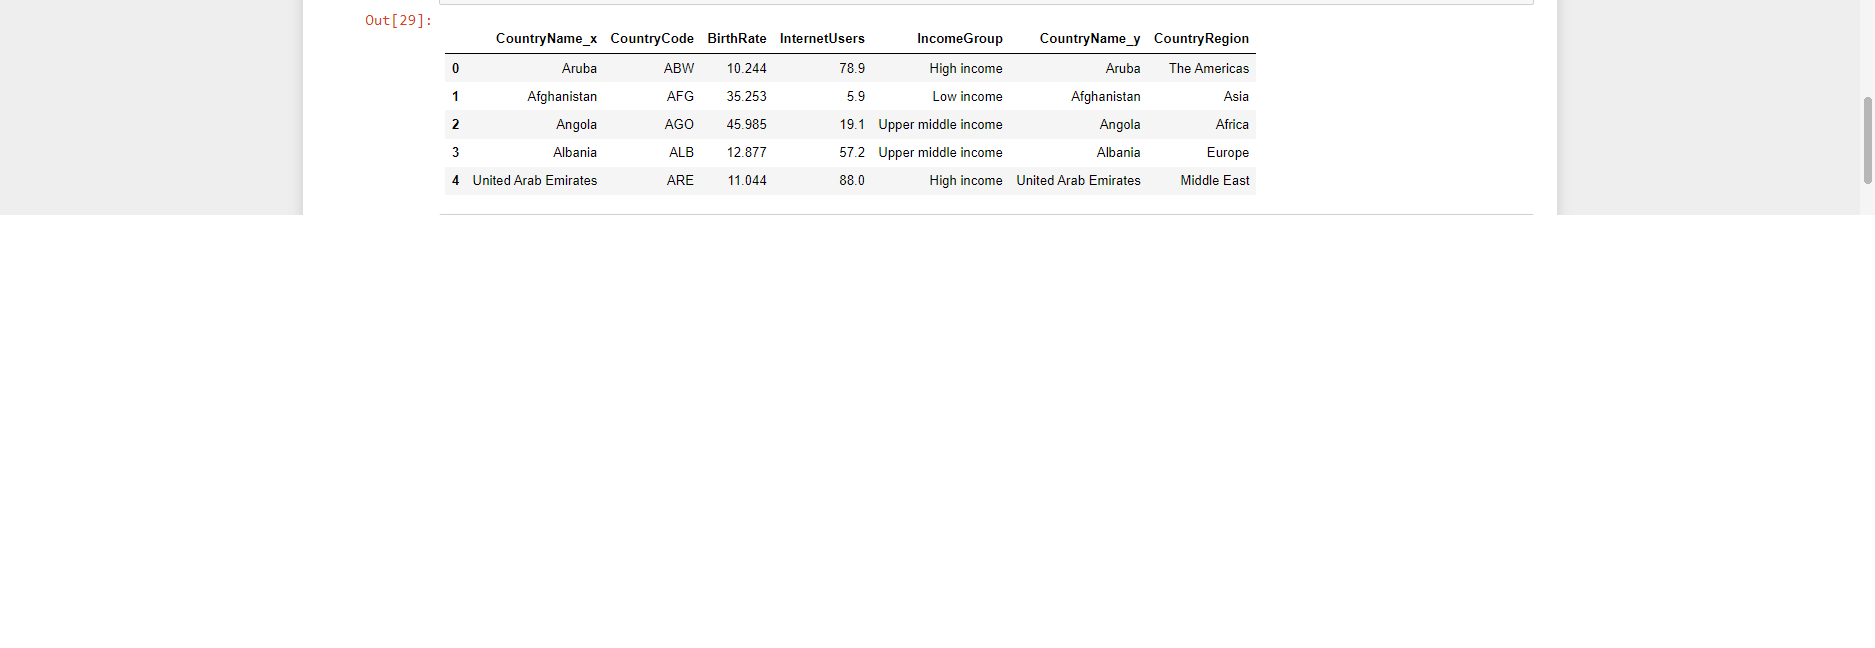 Out[29]:
CountryName_x CountryCode BirthRate InternetUsers IncomeGroup CountryName_y CountryRegion
0 Aruba ABW 10.244 78.9 High income Aruba The Americas
1 Afghanistan AFG 35.253 5.9 Low income Afghanistan Asia
2 Angola AGO 45.985 19.1 Upper middle income Angola Africa
3 Albania ALB 12.877 57.2 Upper middle income Albania Europe
4 United Arab Emirates ARE 11.044 88.0 High income United Arab Emirates Middle East